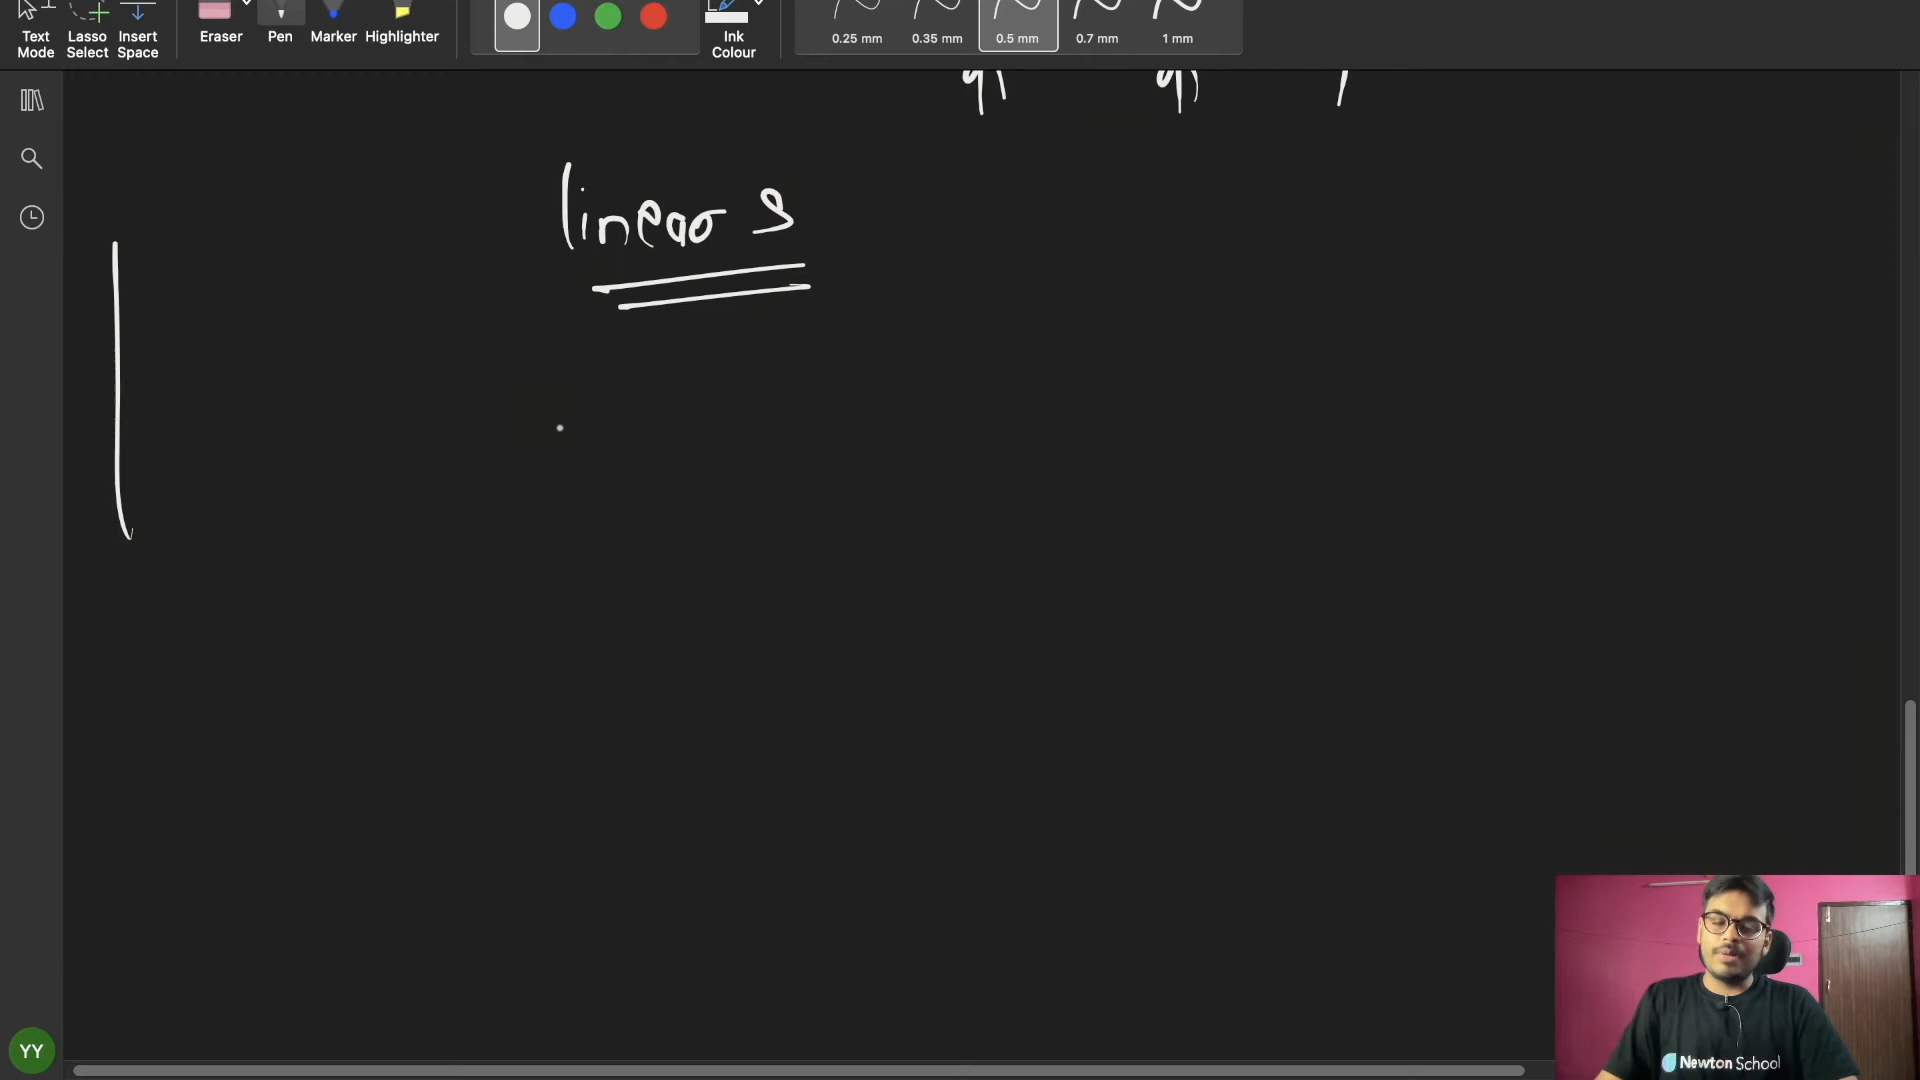 Text Mode
Lasso Select
Insert Space
Eraser
Pen
Marker
Highlighter
Ink Colour
0.25 mm
0.35 mm
0.5 mm
0.7 mm
1 mm
linear S
YY
Newton School